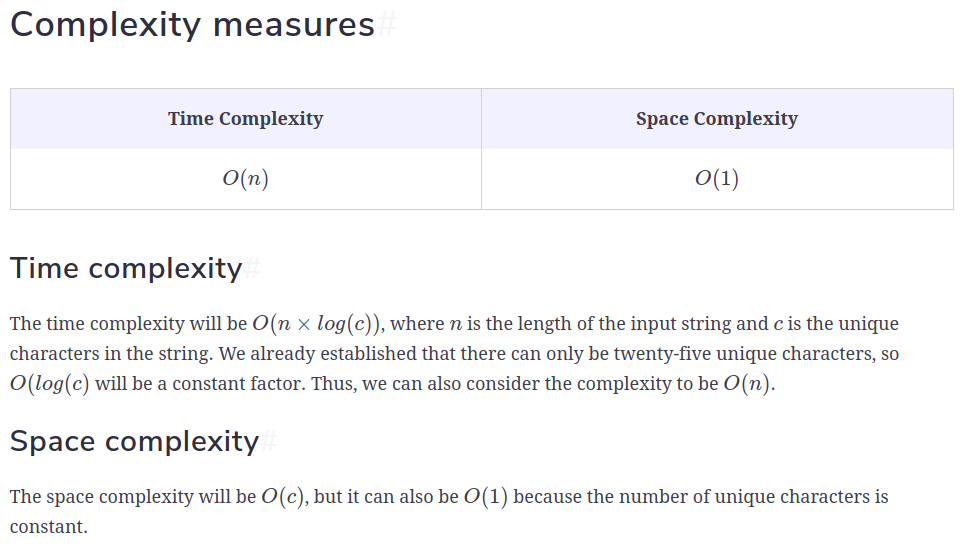 Complexity measures#
Time Complexity
Space Complexity
O(n)
O(1)
Time complexity#
The time complexity will be O(n × log(c)), where n is the length of the input string and c is the unique
characters in the string. We already established that there can only be twenty-five unique characters, so
O(log(c) will be a constant factor. Thus, we can also consider the complexity to be O(n).
Space complexity#
The space complexity will be O(c), but it can also be O(1) because the number of unique characters is
constant.